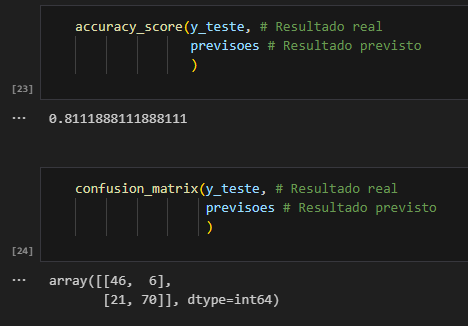 accuracy_score(y_teste, # Resultado real
previsoes # Resultado previsto
)
[23]
...
0.8111888111888111
confusion_matrix(y_teste, # Resultado real
previsoes # Resultado previsto
)
[24]
...
array([[46,  6],
[21, 70]], dtype=int64)